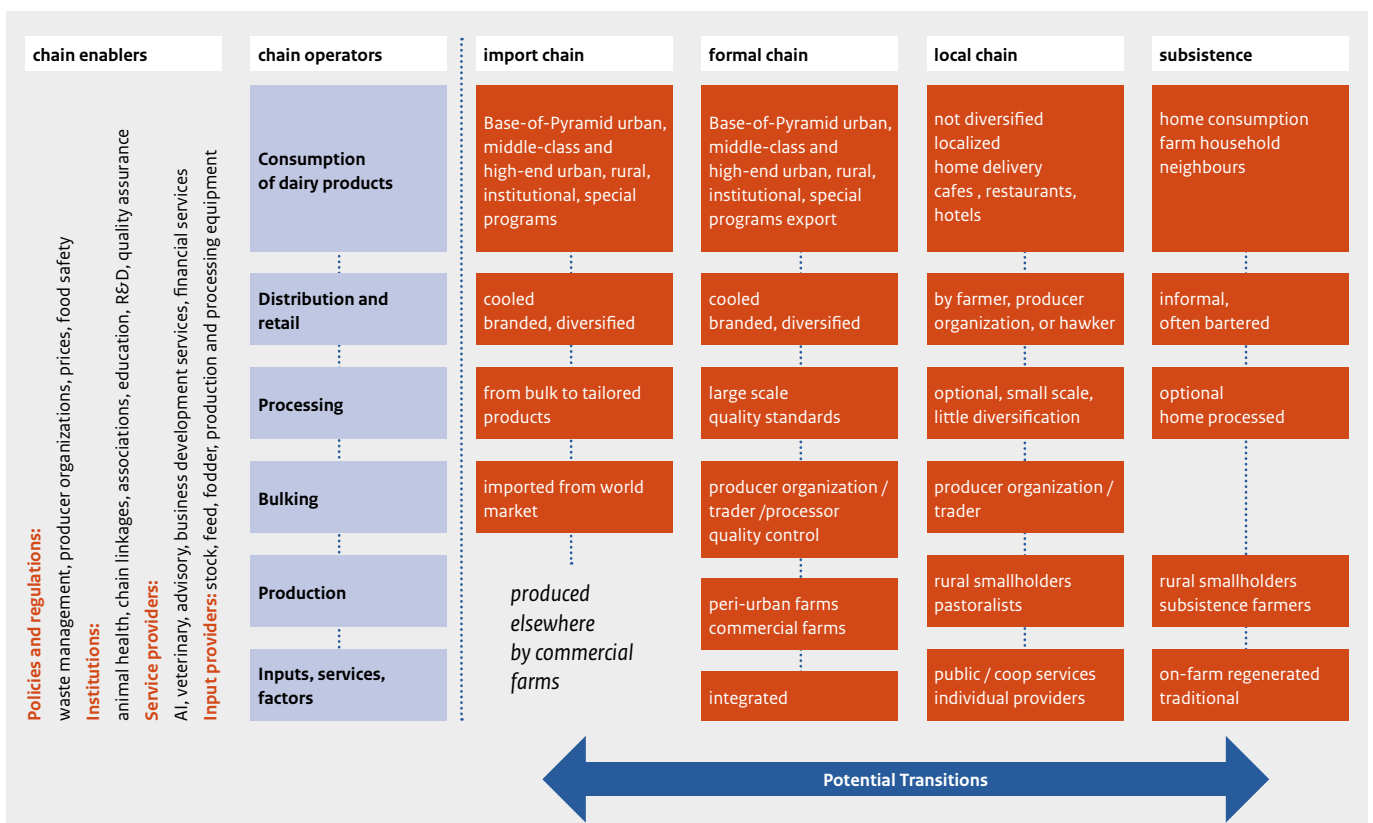 chain enablers
Policies and regulations:
waste management, producer organizations, prices, food safety
Institutions:
animal health, chain linkages, associations, education, R&D, quality assurance
Service providers:
AI, veterinary, advisory, business development services, financial services
Input providers: stock, feed, fodder, production and processing equipment
chain operators
Consumption
of dairy products
Distribution and
retail
Processing
Bulking
Production
Inputs, services,
factors
import chain
Base-of-Pyramid urban,
middle-class and
high-end urban, rural,
institutional, special
programs
cooled
branded, diversified
from bulk to tailored
products
imported from world
market
produced
elsewhere
by commercial
farms
formal chain
Base-of-Pyramid urban,
middle-class and
high-end urban, rural,
institutional, special
programs export
cooled
branded, diversified
large scale
quality standards
producer organization /
trader /processor
quality control
peri-urban farms
commercial farms
integrated
local chain
not diversified
localized
home delivery
cafes , restaurants,
hotels
by farmer, producer
organization, or hawker
optional, small scale,
little diversification
producer organization /
trader
rural smallholders
pastoralists
public / coop services
individual providers
subsistence
home consumption
farm household
neighbours
informal,
often bartered
optional
home processed
rural smallholders
subsistence farmers
on-farm regenerated
traditional
Potential Transitions